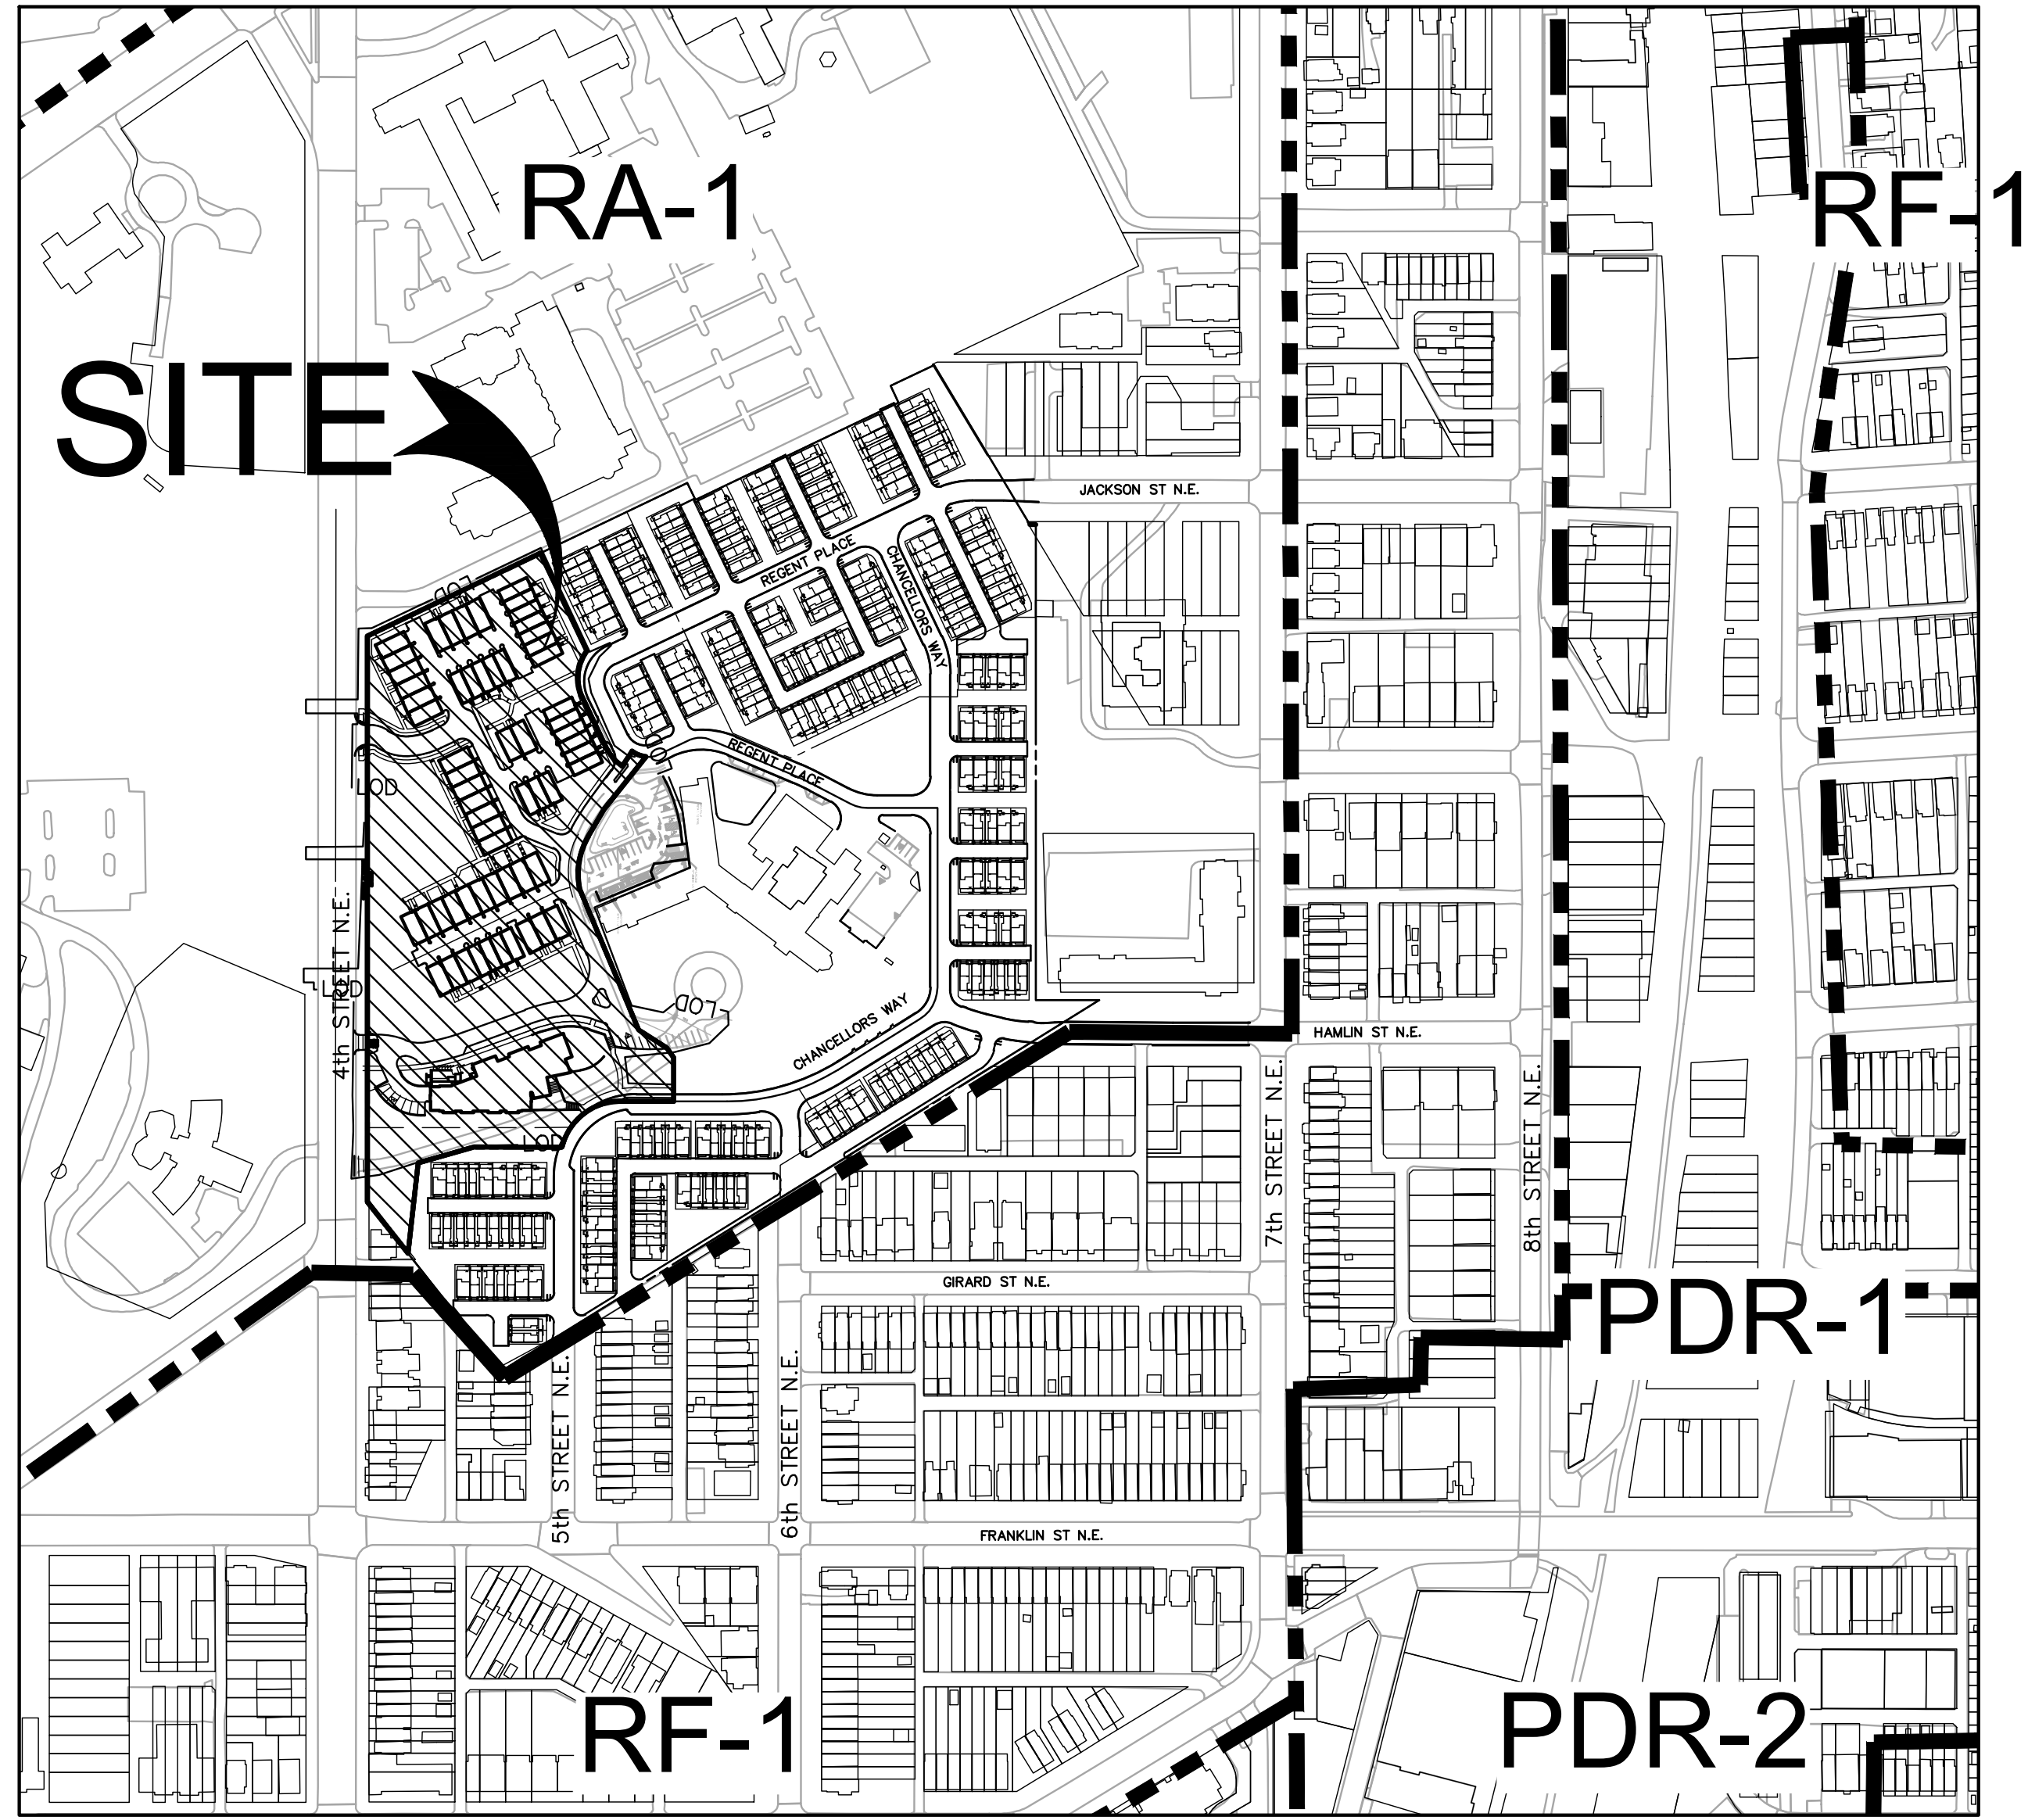 RA-1
RF-1
SITE
JACKSON ST N.E.
REGENT PLACE
CHANCELLORS WAY
LOD
LOD
REGENT PLACE
LOD
4th STREET N.E.
LOD
LOD
CHANCELLORS WAY
HAMLIN ST N.E.
7th STREET N.E.
8th STREET N.E.
LOD
GIRARD ST N.E.
PDR-1
5th STREET N.E.
6th STREET N.E.
FRANKLIN ST N.E.
RF-1
PDR-2